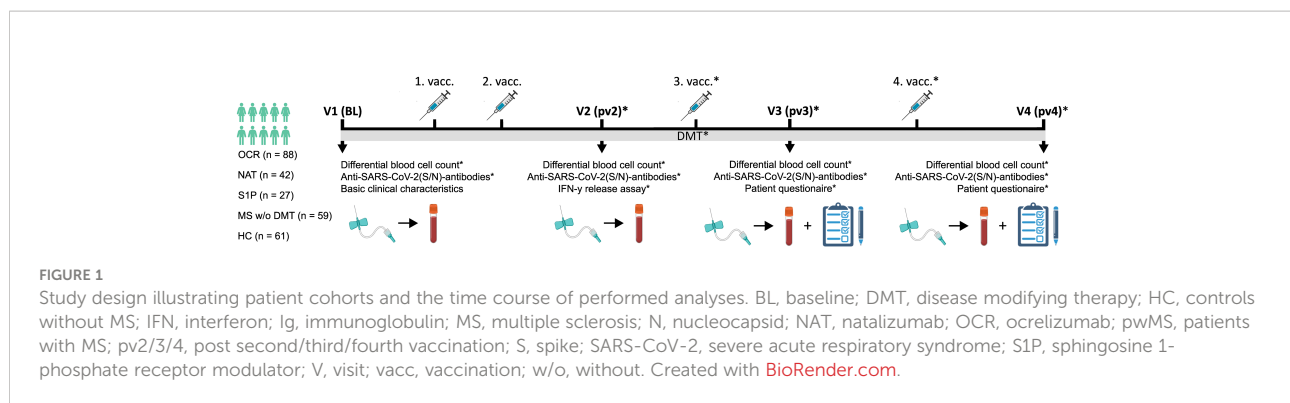 1. vacc.
2. vacc.
3. vacc.*
4. vacc.*
V1 (BL)
V2 (pv2)*
V3 (pv3)*
V4 (pv4)*
DMT*
OCR (n = 88)
NAT (n = 42)
S1P (n = 27)
MS w/o DMT (n = 59)
HC (n = 61)
Differential blood cell count*
Anti-SARS-CoV-2(S/N)-antibodies*
Basic clinical characteristics
Differential blood cell count*
Anti-SARS-CoV-2(S/N)-antibodies*
IFN-y release assay*
Differential blood cell count*
Anti-SARS-CoV-2(S/N)-antibodies*
Patient questionaire*
Differential blood cell count*
Anti-SARS-CoV-2(S/N)-antibodies*
Patient questionaire*
+
+
FIGURE 1
Study design illustrating patient cohorts and the time course of performed analyses. BL, baseline; DMT, disease modifying therapy; HC, controls
without MS; IFN, interferon; Ig, immunoglobulin; MS, multiple sclerosis; N, nucleocapsid; NAT, natalizumab; OCR, ocrelizumab; pwMS, patients
with MS; pv2/3/4, post second/third/fourth vaccination; S, spike; SARS-CoV-2, severe acute respiratory syndrome; S1P, sphingosine 1-
phosphate receptor modulator; V, visit; vacc, vaccination; w/o, without. Created with BioRender.com.